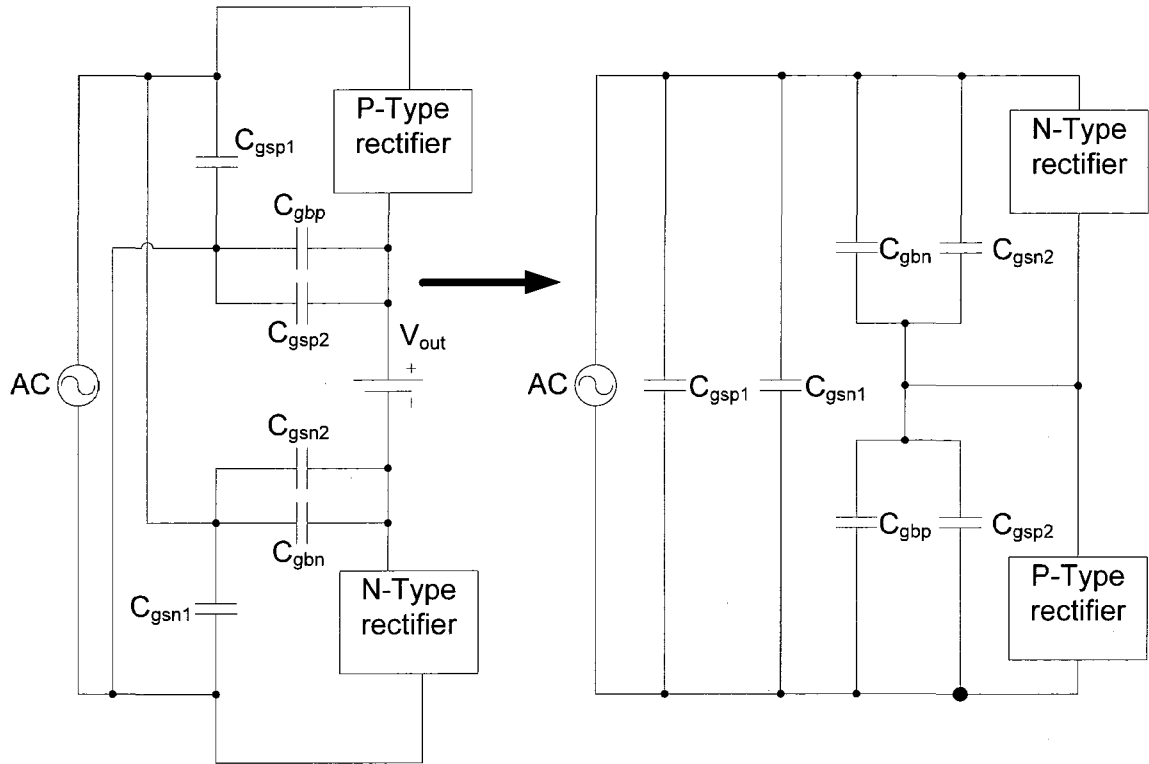 P-Type
rectifier
C_gsp1
C_gbp
C_gsp2
V_out
+
AC
C_gsn2
C_gbn
C_gsn1
N-Type
rectifier
N-Type
rectifier
C_gbn
C_gsn2
AC
C_gsp1
C_gsn1
C_gbp
C_gsp2
P-Type
rectifier